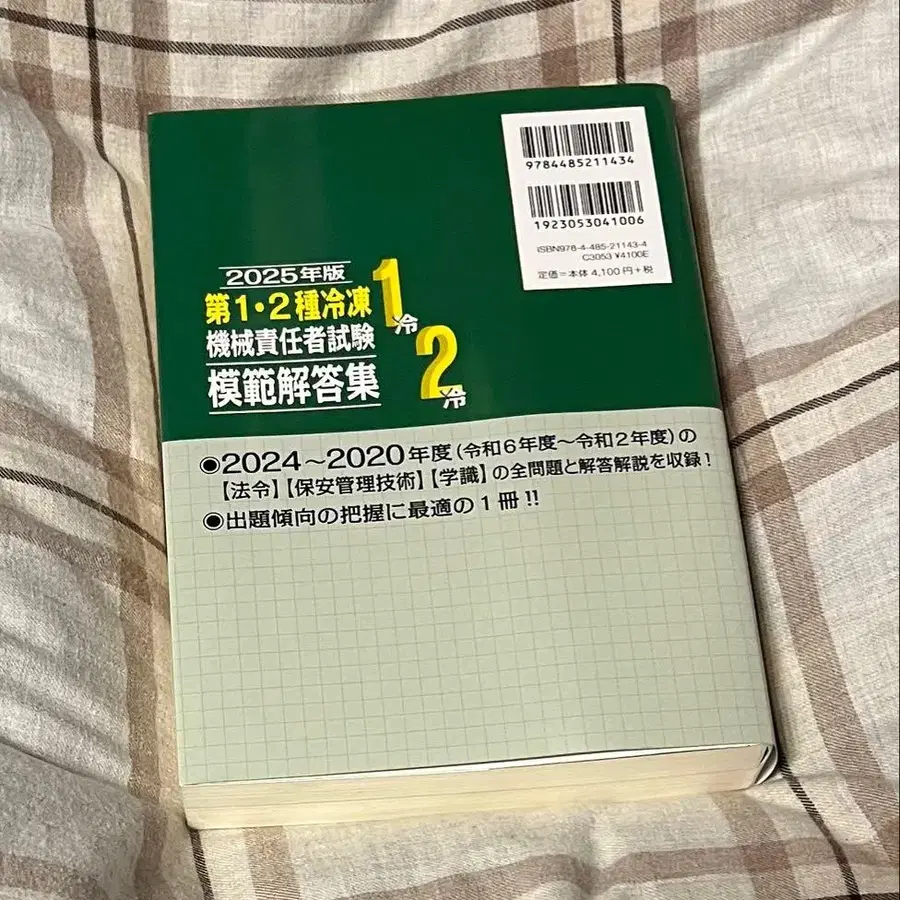 9784485211434
1923053041006
ISBN978-4-485-21143-4
C3053 ¥4100E
定価=本体 4,100円+税
2025年版
第1・2種冷凍
機械責任者試験
模範解答集
1冷
2冷
●2024～2020年度(令和6年度～令和2年度)の
【法令】【保安管理技術】【学識】の全問題と解答解説を収録！
●出題傾向の把握に最適の1冊!!